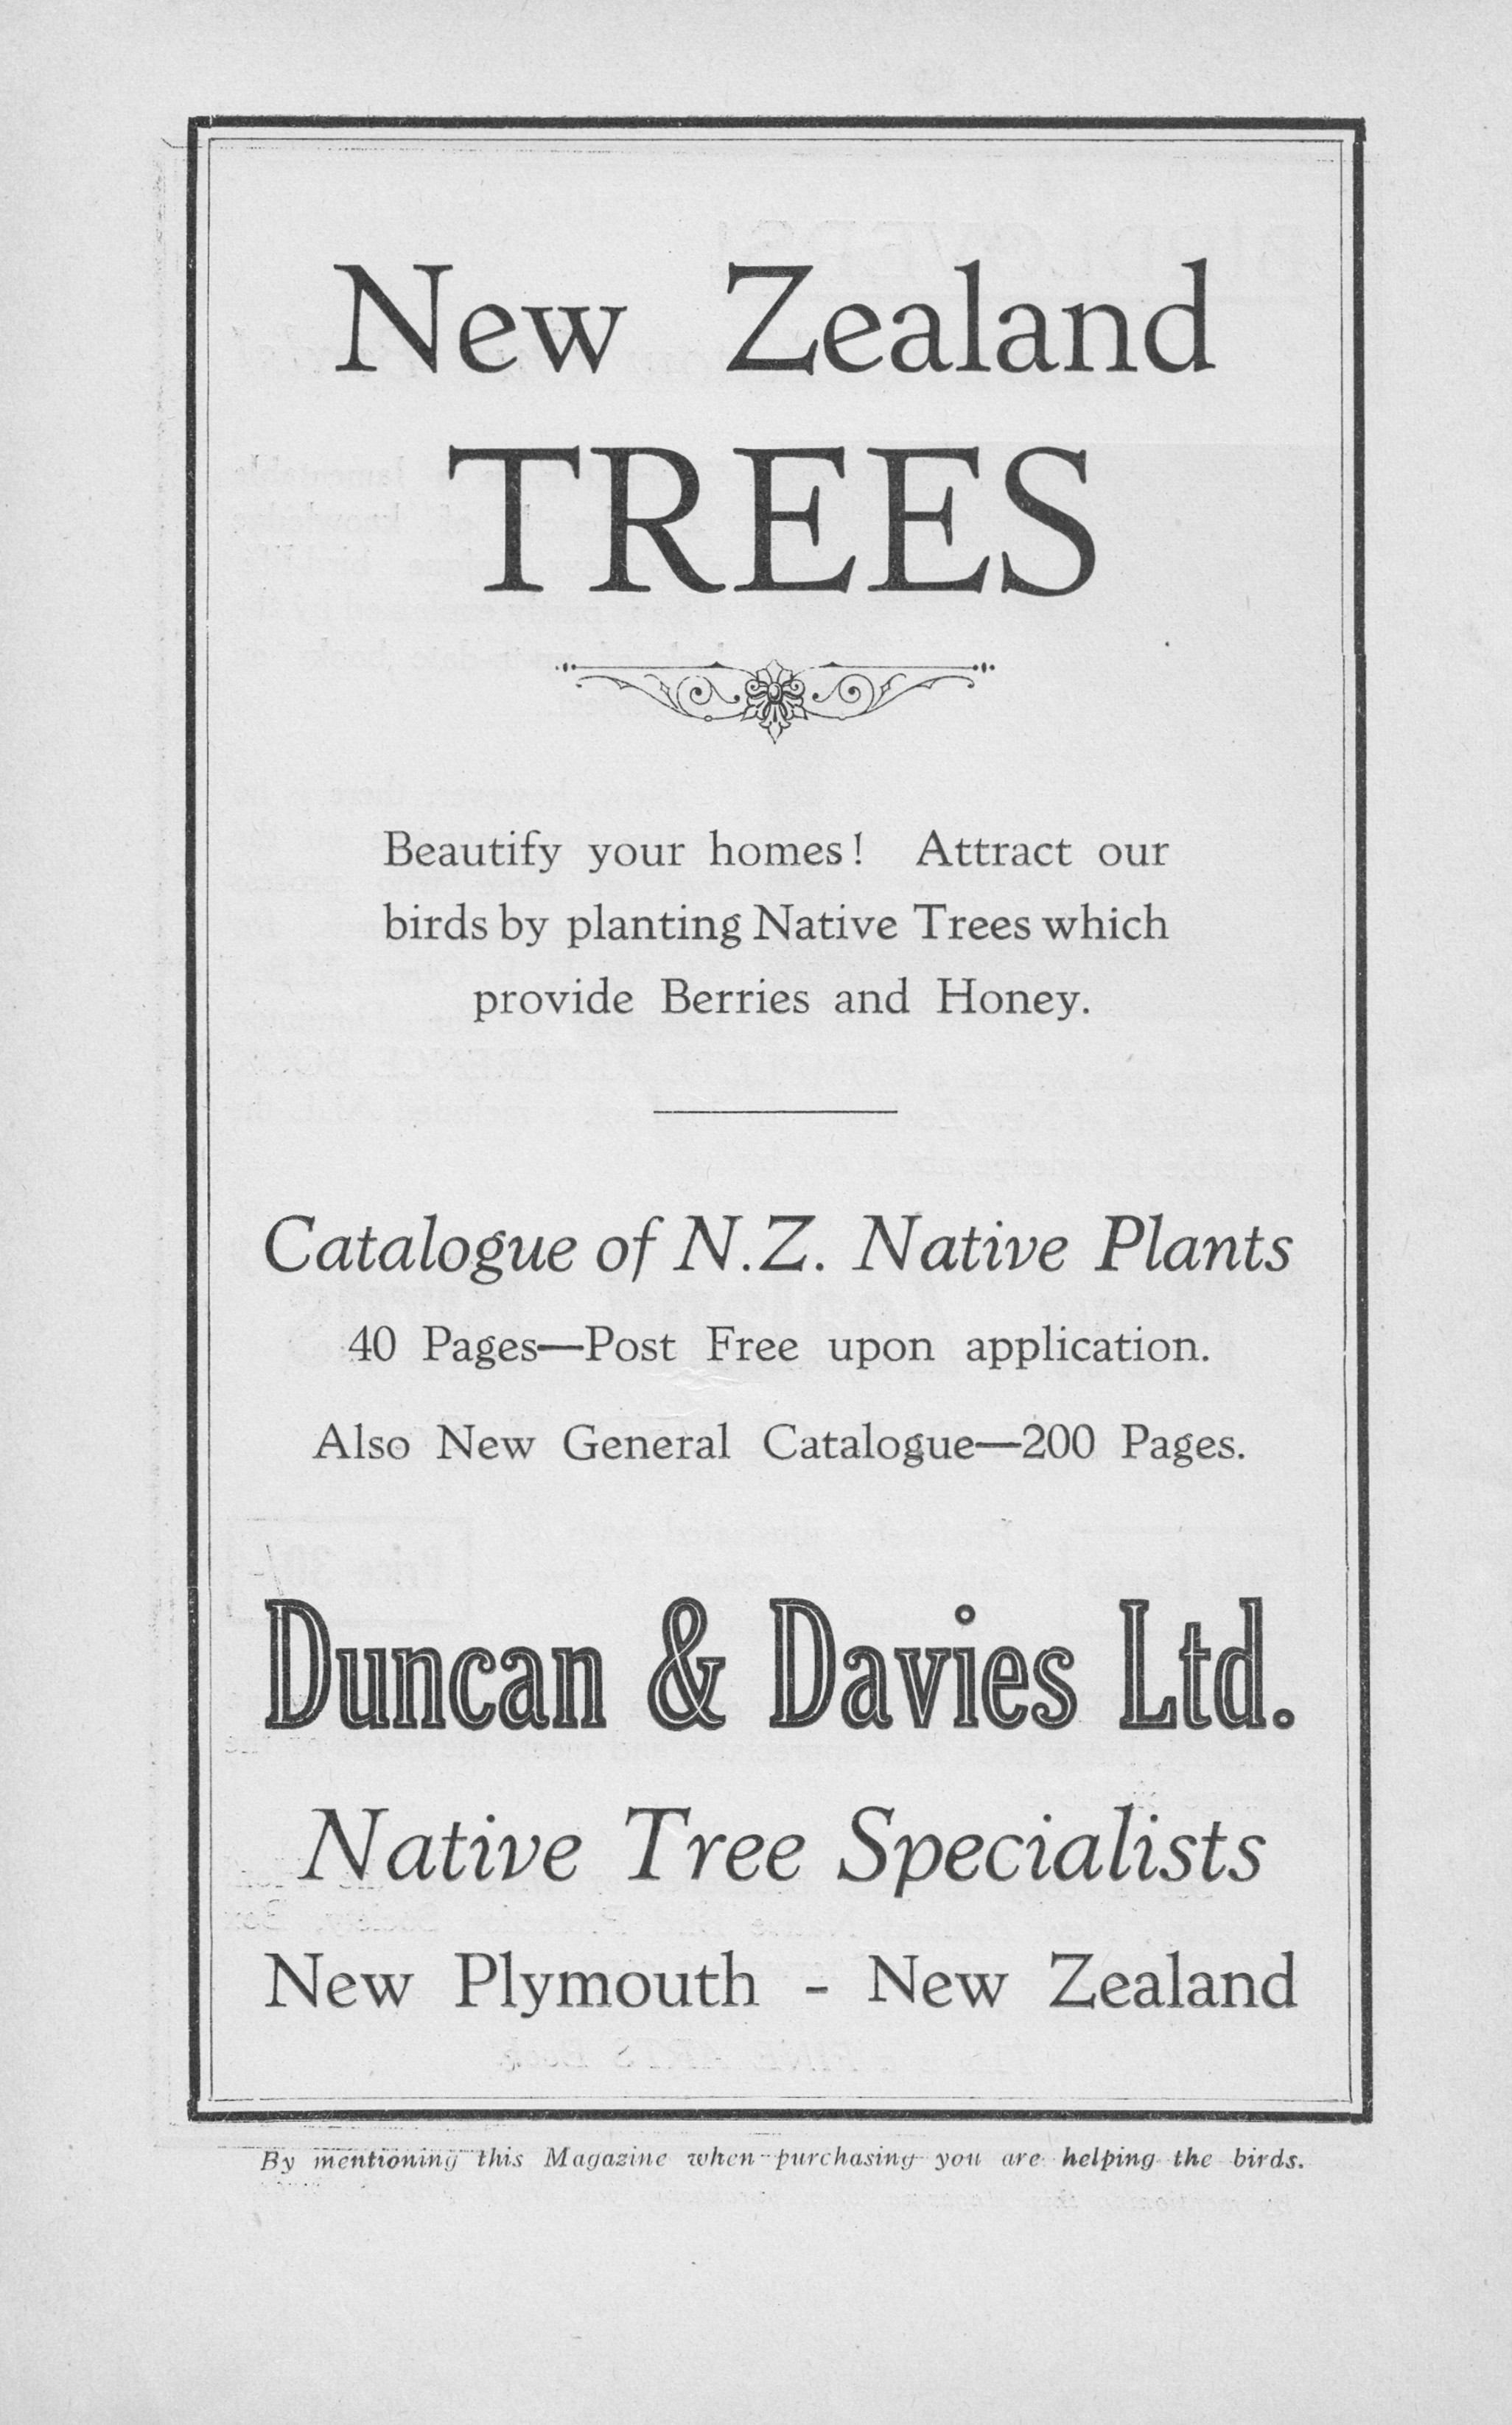 New Zealand
TREES
Beautify your homes! Attract our
birds by planting Native Trees which
provide Berries and Honey.
Catalogue of N.Z. Native Plants
40 Pages—Post Free upon application.
Also New General Catalogue—200 Pages.
Duncan & Davies Ltd.
Native Tree Specialists
New Plymouth - New Zealand
By mentioning this Magazine when purchasing you are helping the birds.